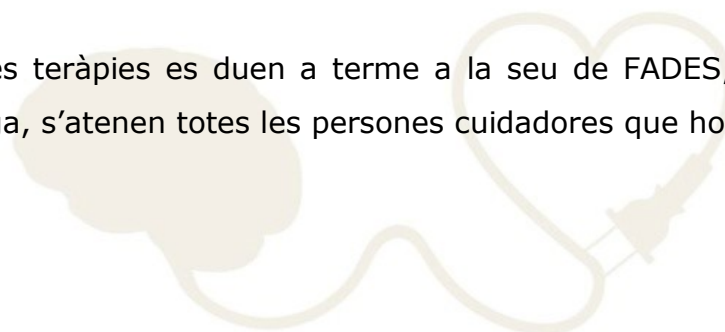 es teràpies es duen a terme a la seu de FADES,
a, s’atenen totes les persones cuidadores que ho